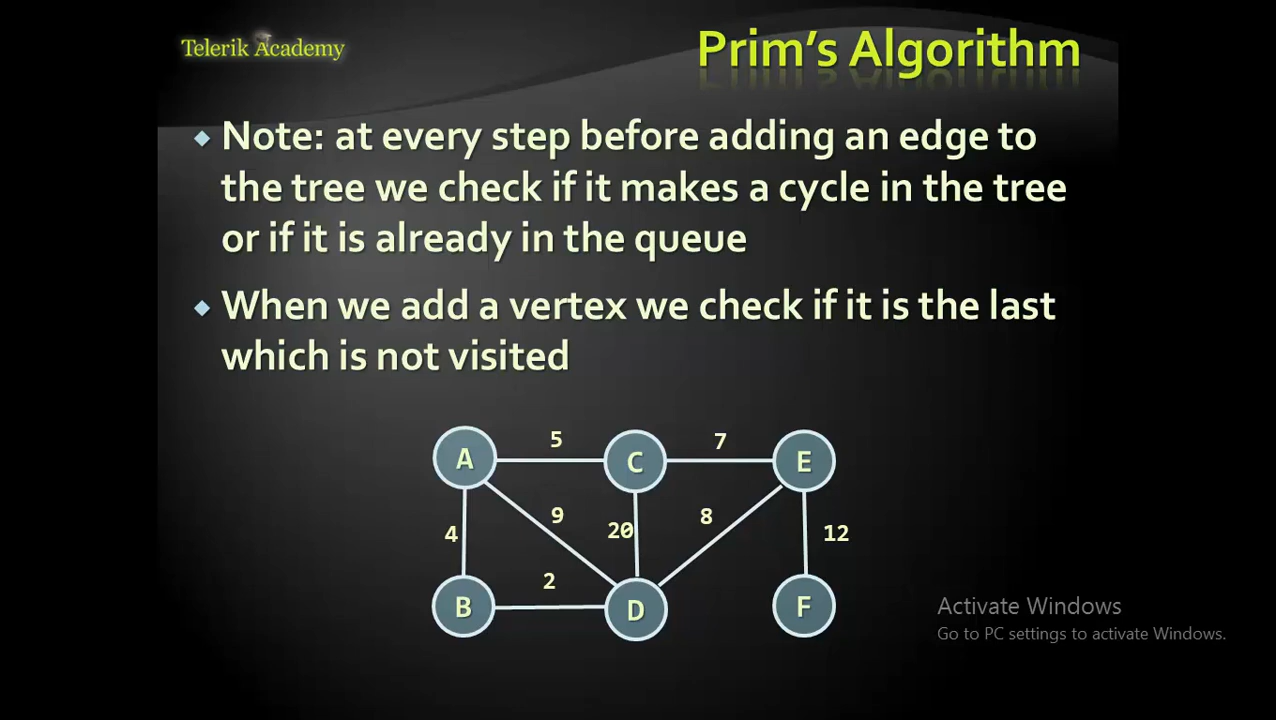 Telerik Academy
Prim's Algorithm
Note: at every step before adding an edge to
the tree we check if it makes a cycle in the tree
or if it is already in the queue
When we add a vertex we check if it is the last
which is not visited
5
7
A
C
E
9
20
8
12
4
2
B
D
F
Activate Windows
Go to PC settings to activate Windows.